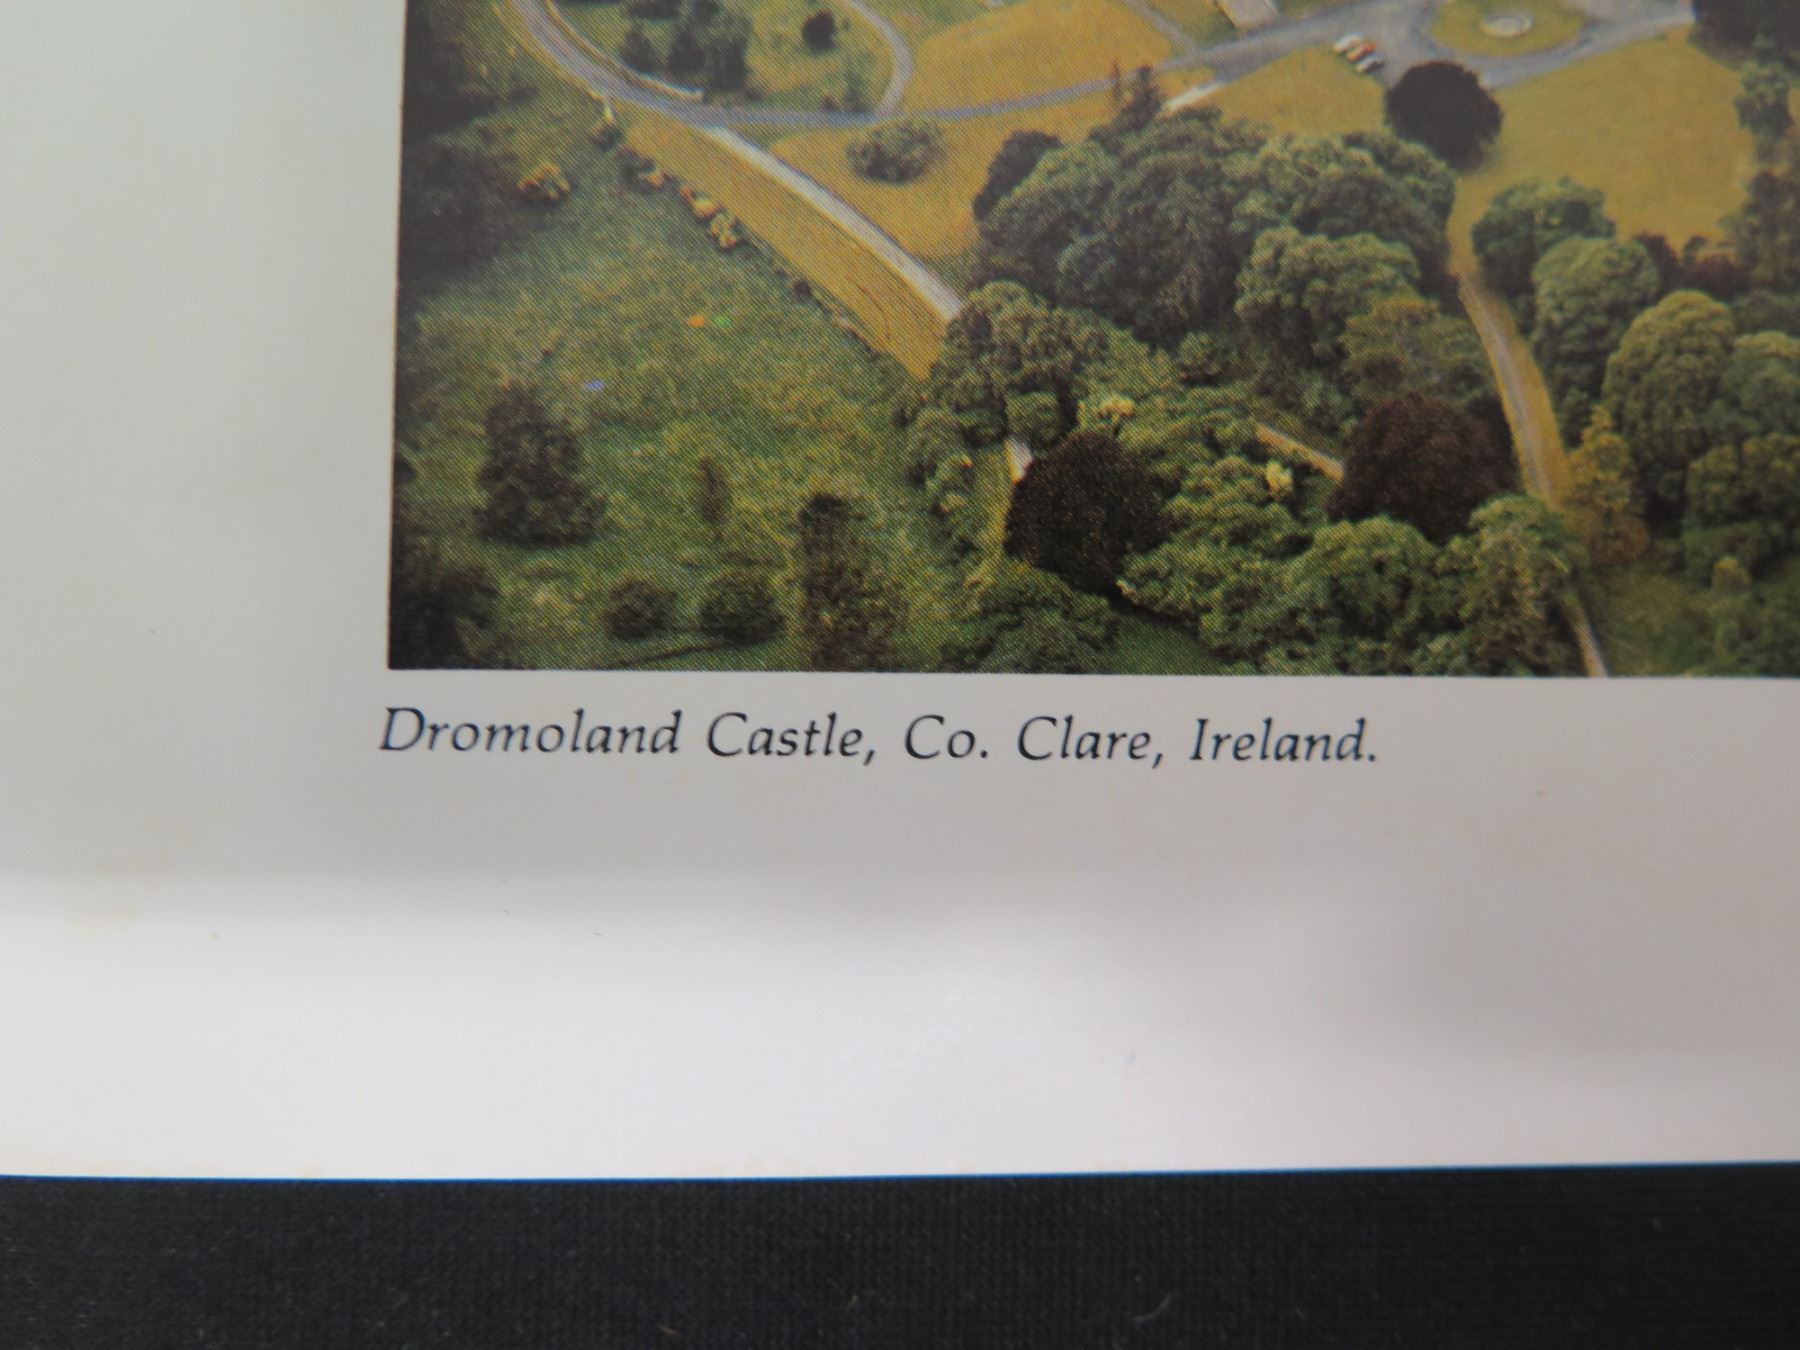 Dromoland Castle, Co. Clare, Ireland.